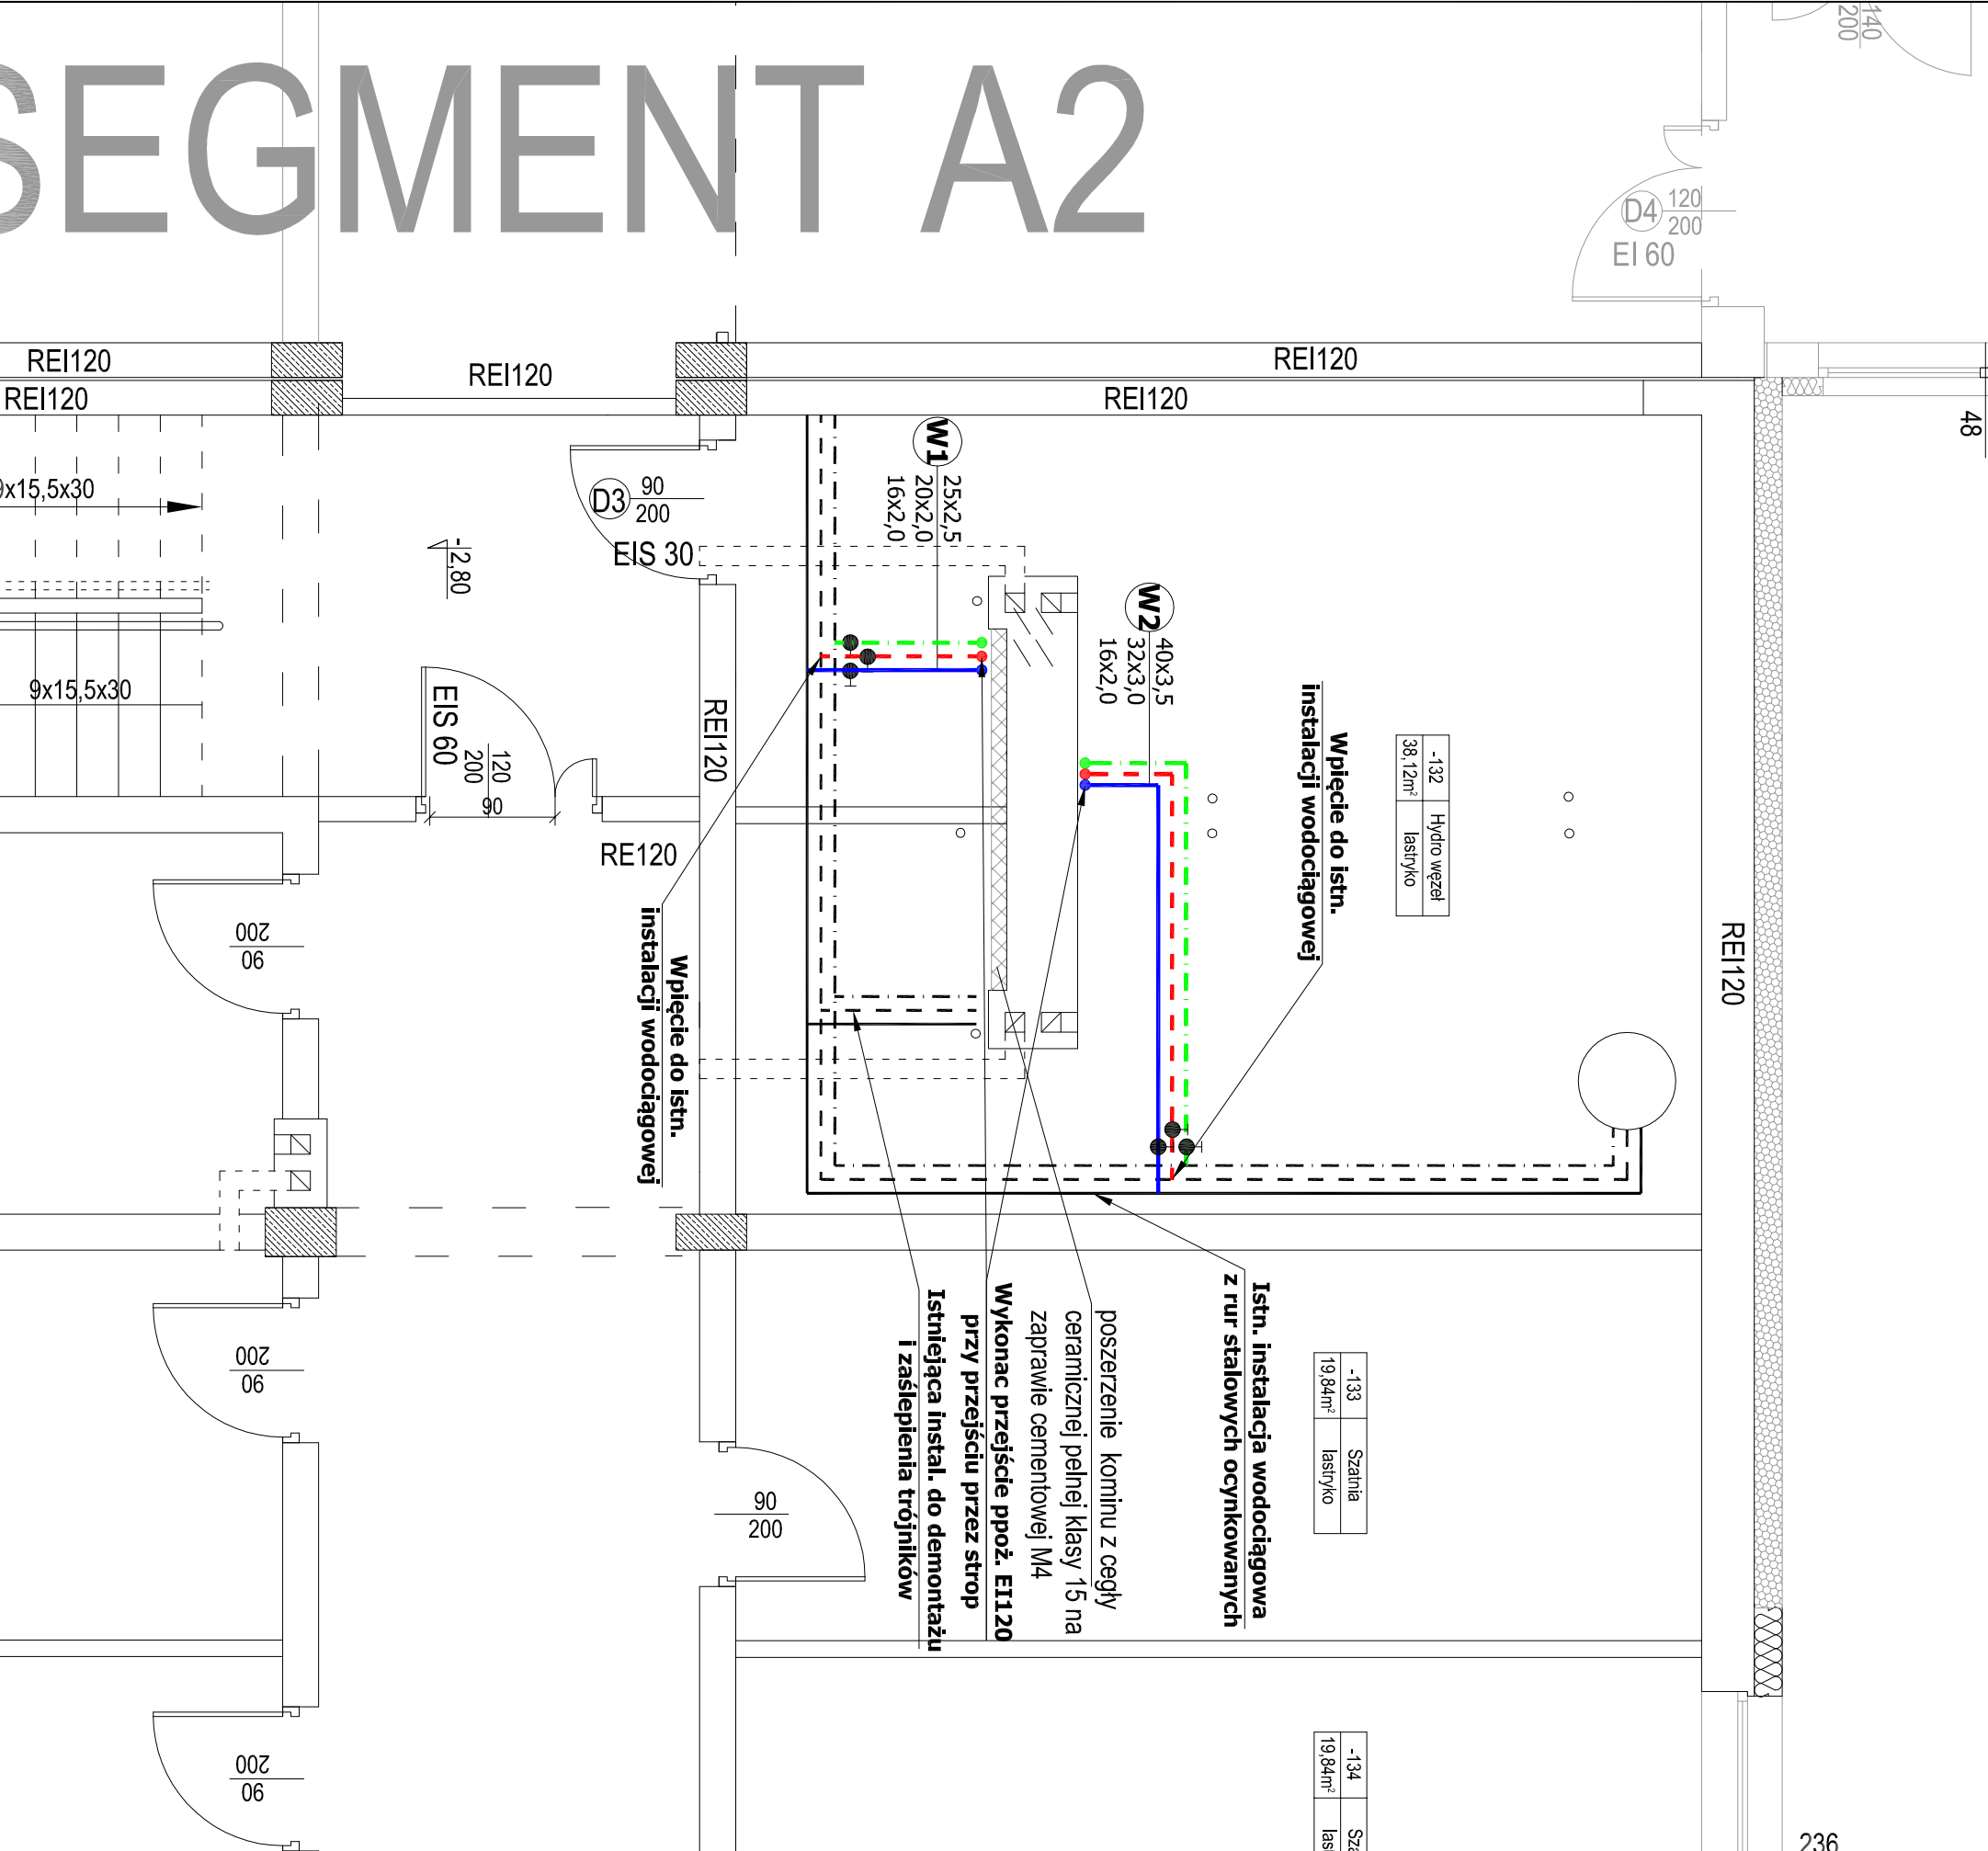 SEGMENT A2
140
200
D4
120
200
EI 60
REI120
REI120
REI120
REI120
REI120
48
9x15,5x30
-2,80
D3
90
200
EIS 30
W1
25x2,5
20x2,0
16x2,0
W2
40x3,5
32x3,0
16x2,0
9x15,5x30
EIS 60
120
200
90
REI120
RE120
Wpięcie do istn.
instalacji wodociągowej
-132
Hydro węzeł
38,12m²
lastryko
REI120
Wpięcie do istn.
instalacji wodociągowej
90
200
90
200
90
200
90
200
Istn. instalacja wodociągowa
z rur stalowych ocynkowanych
poszerzenie kominu z cegły
ceramicznej pelnej klasy 15 na
zaprawie cementowej M4
Wykonac przejście ppoż. EI120
przy przejściu przez strop
Istniejąca instal. do demontażu
i zaślepienia trójników
-133
Szatnia
19,84m²
lastryko
-134
19,84m²
236